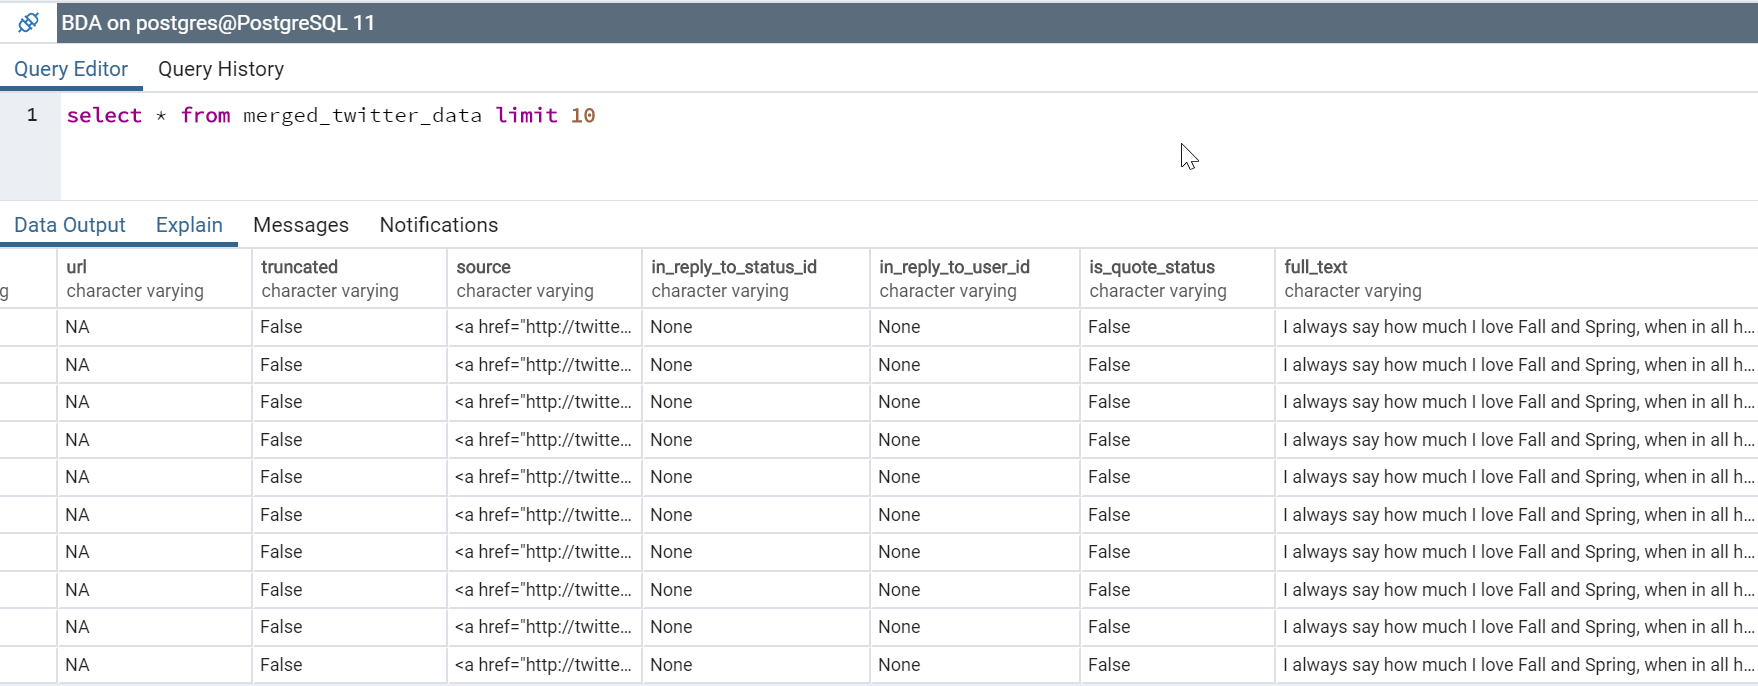 BDA on postgres@PostgreSQL 11
Query Editor Query History
1 select * from merged_twitter_data limit 10
Data Output Explain Messages Notifications
url truncated source in_reply_to_status_id in_reply_to_user_id is_quote_status full_text
g character varying character varying character varying character varying character varying character varying character varying
NA False <a href="http://twitte... None None False I always say how much I love Fall and Spring, when in all h...
NA False <a href="http://twitte... None None False I always say how much I love Fall and Spring, when in all h...
NA False <a href="http://twitte... None None False I always say how much I love Fall and Spring, when in all h...
NA False <a href="http://twitte... None None False I always say how much I love Fall and Spring, when in all h...
NA False <a href="http://twitte... None None False I always say how much I love Fall and Spring, when in all h...
NA False <a href="http://twitte... None None False I always say how much I love Fall and Spring, when in all h...
NA False <a href="http://twitte... None None False I always say how much I love Fall and Spring, when in all h...
NA False <a href="http://twitte... None None False I always say how much I love Fall and Spring, when in all h...
NA False <a href="http://twitte... None None False I always say how much I love Fall and Spring, when in all h...
NA False <a href="http://twitte... None None False I always say how much I love Fall and Spring, when in all h...